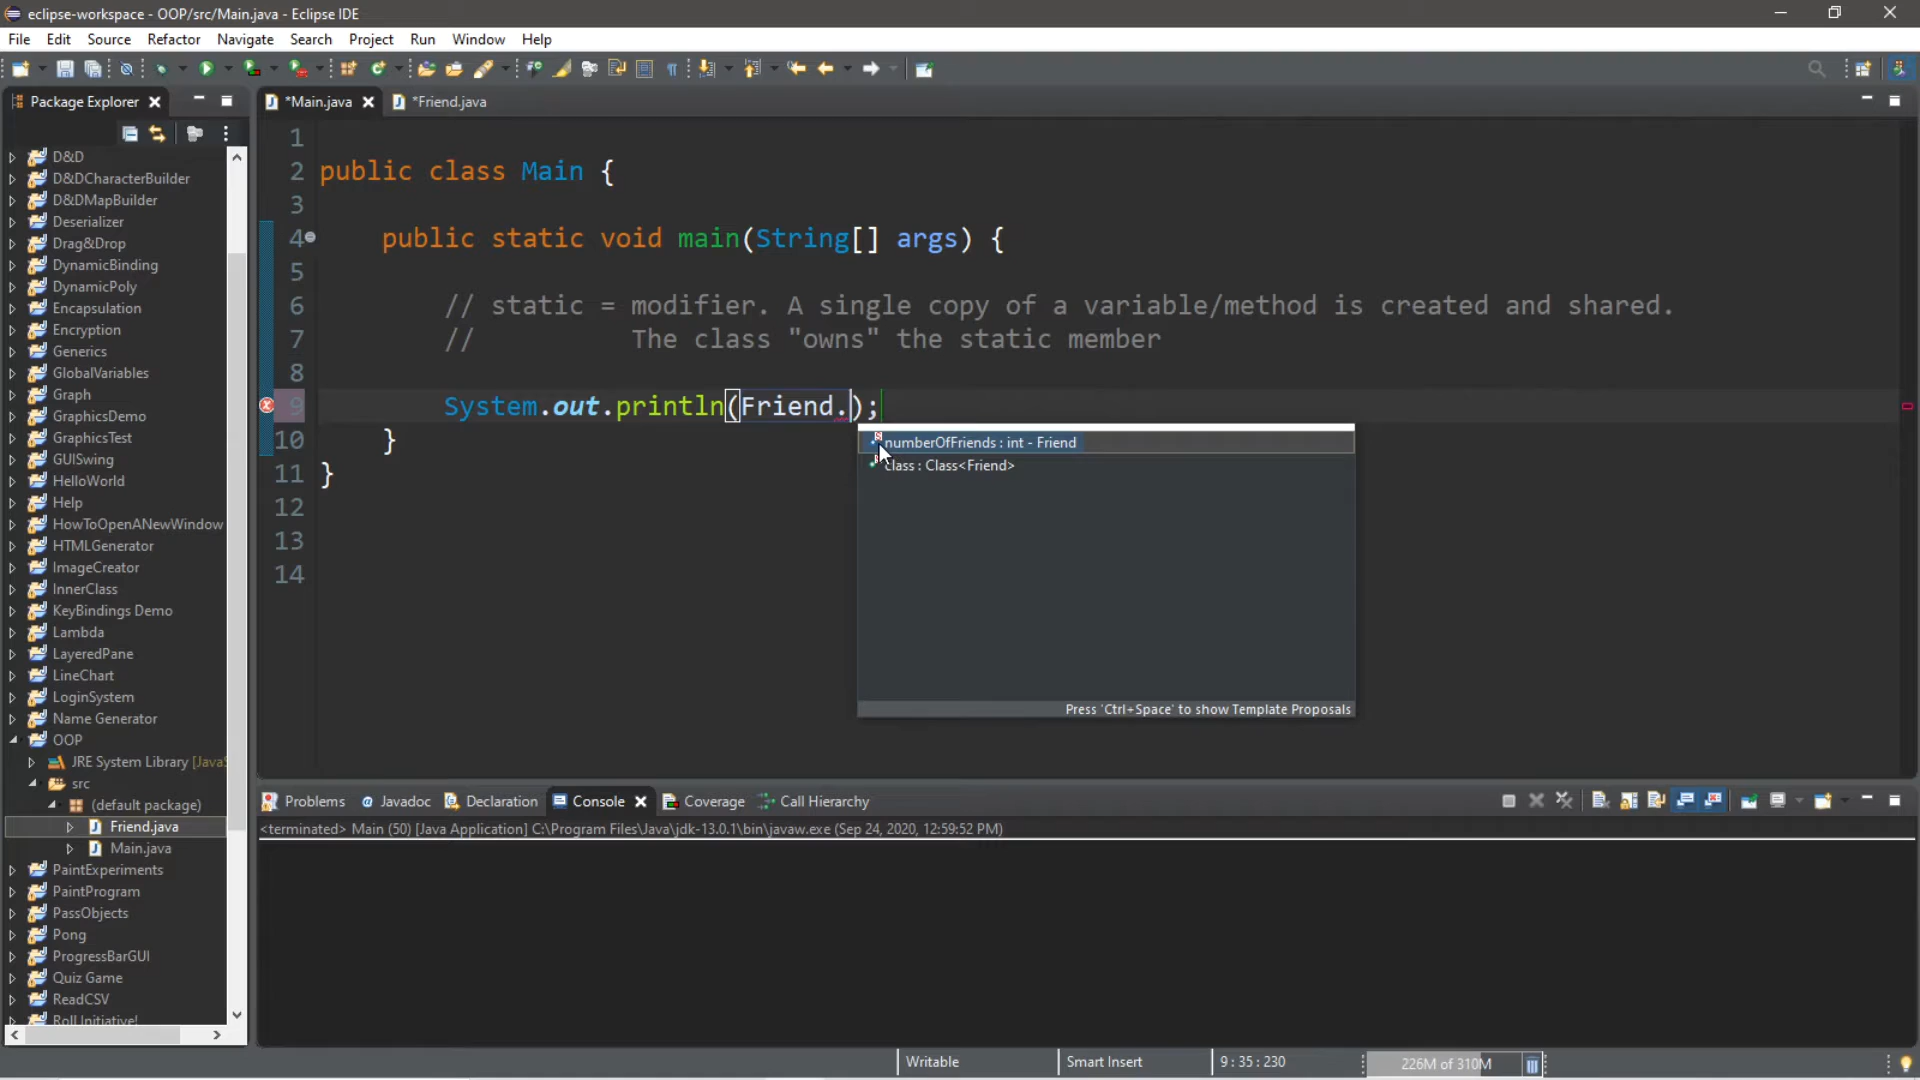 eclipse-workspace - OOP/src/Main.java - Eclipse IDE
File Edit Source Refactor Navigate Search Project Run Window Help
Package Explorer
*Main.java *Friend.java
D&D
D&DCharacterBuilder
D&DMapBuilder
Deserializer
Drag&Drop
DynamicBinding
DynamicPoly
Encapsulation
Encryption
Generics
GlobalVariables
Graph
GraphicsDemo
GraphicsTest
GUISwing
HelloWorld
Help
HowToOpenANewWindow
HTMLGenerator
ImageCreator
InnerClass
KeyBindings Demo
Lambda
LayeredPane
LineChart
LoginSystem
Name Generator
OOP
JRE System Library [Java
src
(default package)
Friend.java
Main.java
PaintExperiments
PaintProgram
PassObjects
Pong
ProgressBarGUI
Quiz Game
ReadCSV
RollInitiative!
1
2 public class Main {
3
4 public static void main(String[] args) {
5
6 // static = modifier. A single copy of a variable/method is created and shared.
7 // The class "owns" the static member
8
9 System.out.println(Friend.);
10 }
11 }
12
13
14
numberOfFriends : int - Friend
class : Class<Friend>
Press 'Ctrl+Space' to show Template Proposals
Problems @ Javadoc Declaration Console Coverage Call Hierarchy
<terminated> Main (50) [Java Application] C:\Program Files\Java\jdk-13.0.1\bin\javaw.exe (Sep 24, 2020, 12:59:52 PM)
Writable Smart Insert 9 : 35 : 230 226M of 310M